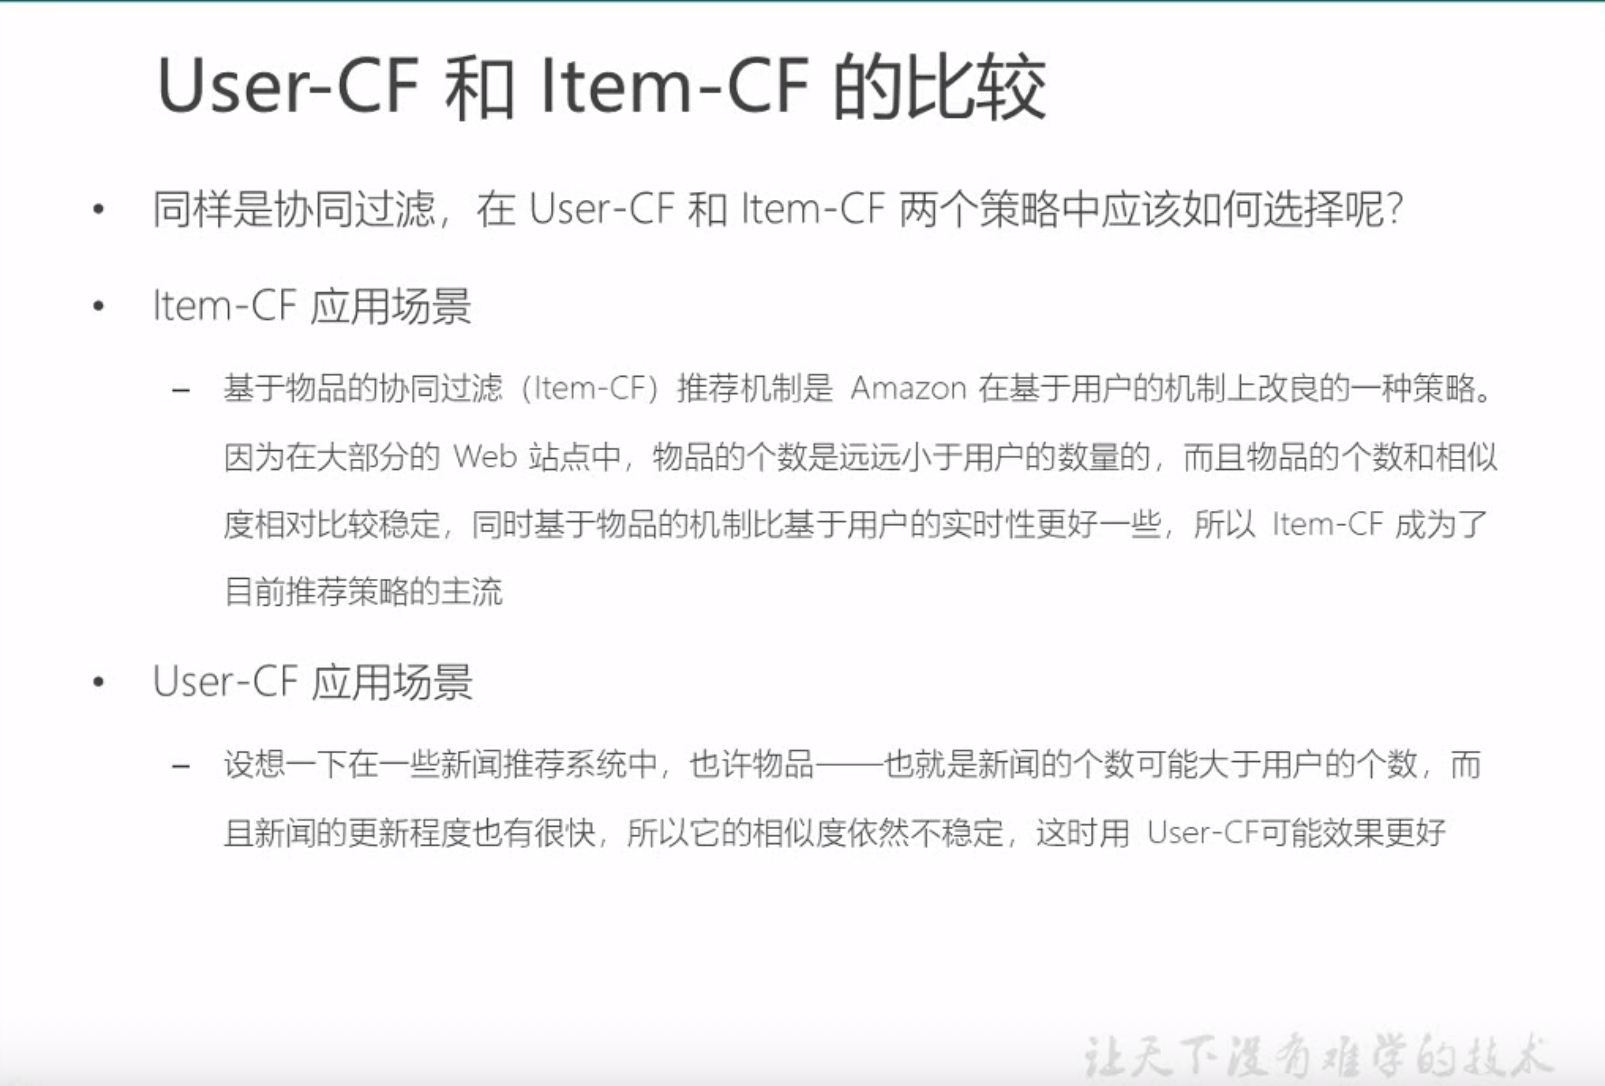 User-CF 和 Item-CF 的比较
• 同样是协同过滤，在 User-CF 和 Item-CF 两个策略中应该如何选择呢？
• Item-CF 应用场景
– 基于物品的协同过滤（Item-CF）推荐机制是 Amazon 在基于用户的机制上改良的一种策略。
因为在大部分的 Web 站点中，物品的个数是远远小于用户的数量的，而且物品的个数和相似
度相对比较稳定，同时基于物品的机制比基于用户的实时性更好一些，所以 Item-CF 成为了
目前推荐策略的主流
• User-CF 应用场景
– 设想一下在一些新闻推荐系统中，也许物品——也就是新闻的个数可能大于用户的个数，而
且新闻的更新程度也有很快，所以它的相似度依然不稳定，这时用 User-CF可能效果更好
让天下没有难学的技术